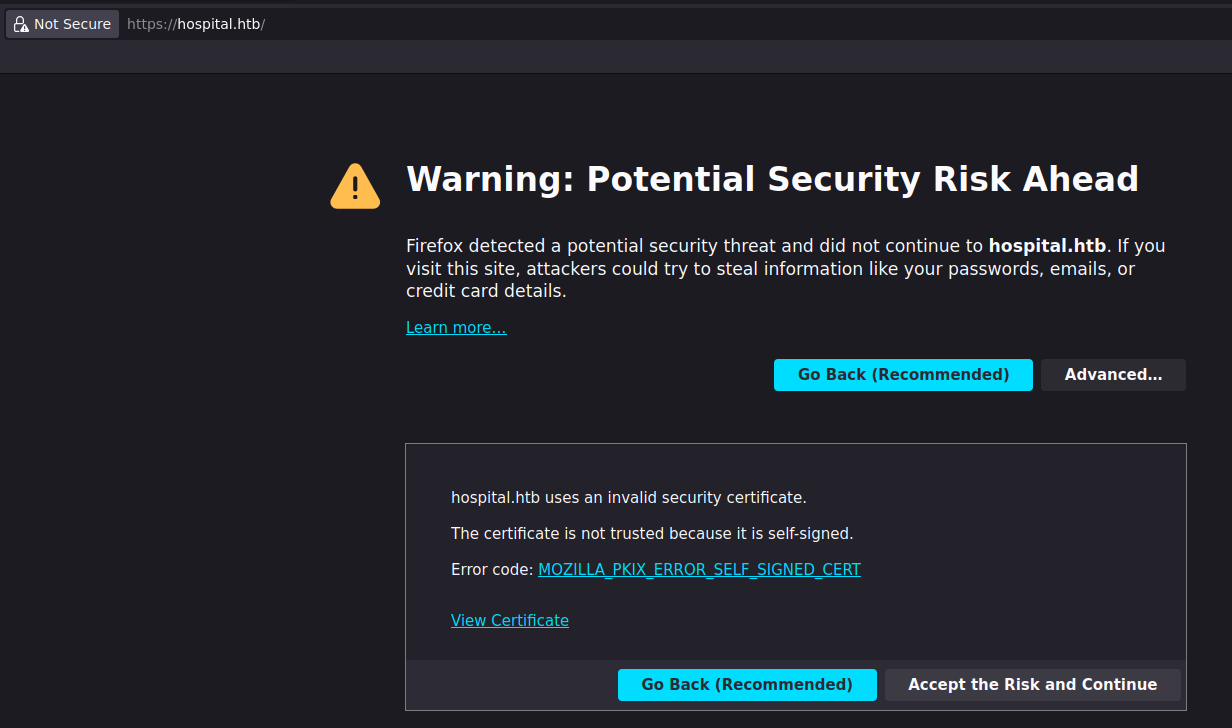 Not Secure https://hospital.htb/
Warning: Potential Security Risk Ahead
Firefox detected a potential security threat and did not continue to hospital.htb. If you
visit this site, attackers could try to steal information like your passwords, emails, or
credit card details.
Learn more…
Go Back (Recommended) Advanced…
hospital.htb uses an invalid security certificate.
The certificate is not trusted because it is self-signed.
Error code: MOZILLA_PKIX_ERROR_SELF_SIGNED_CERT
View Certificate
Go Back (Recommended) Accept the Risk and Continue